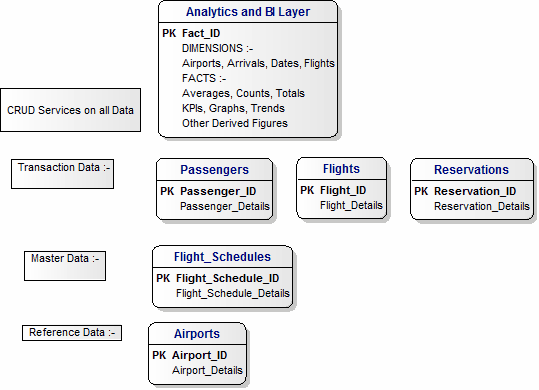 Analytics and BI Layer
PK Fact_ID
DIMENSIONS :-
Airports, Arrivals, Dates, Flights
FACTS :-
Averages, Counts, Totals
KPIs, Graphs, Trends
Other Derived Figures
CRUD Services on all Data
Transaction Data :-
Passengers
PK Passenger_ID
Passenger_Details
Flights
PK Flight_ID
Flight_Details
Reservations
PK Reservation_ID
Reservation_Details
Master Data :-
Flight_Schedules
PK Flight_Schedule_ID
Flight_Schedule_Details
Reference Data :-
Airports
PK Airport_ID
Airport_Details